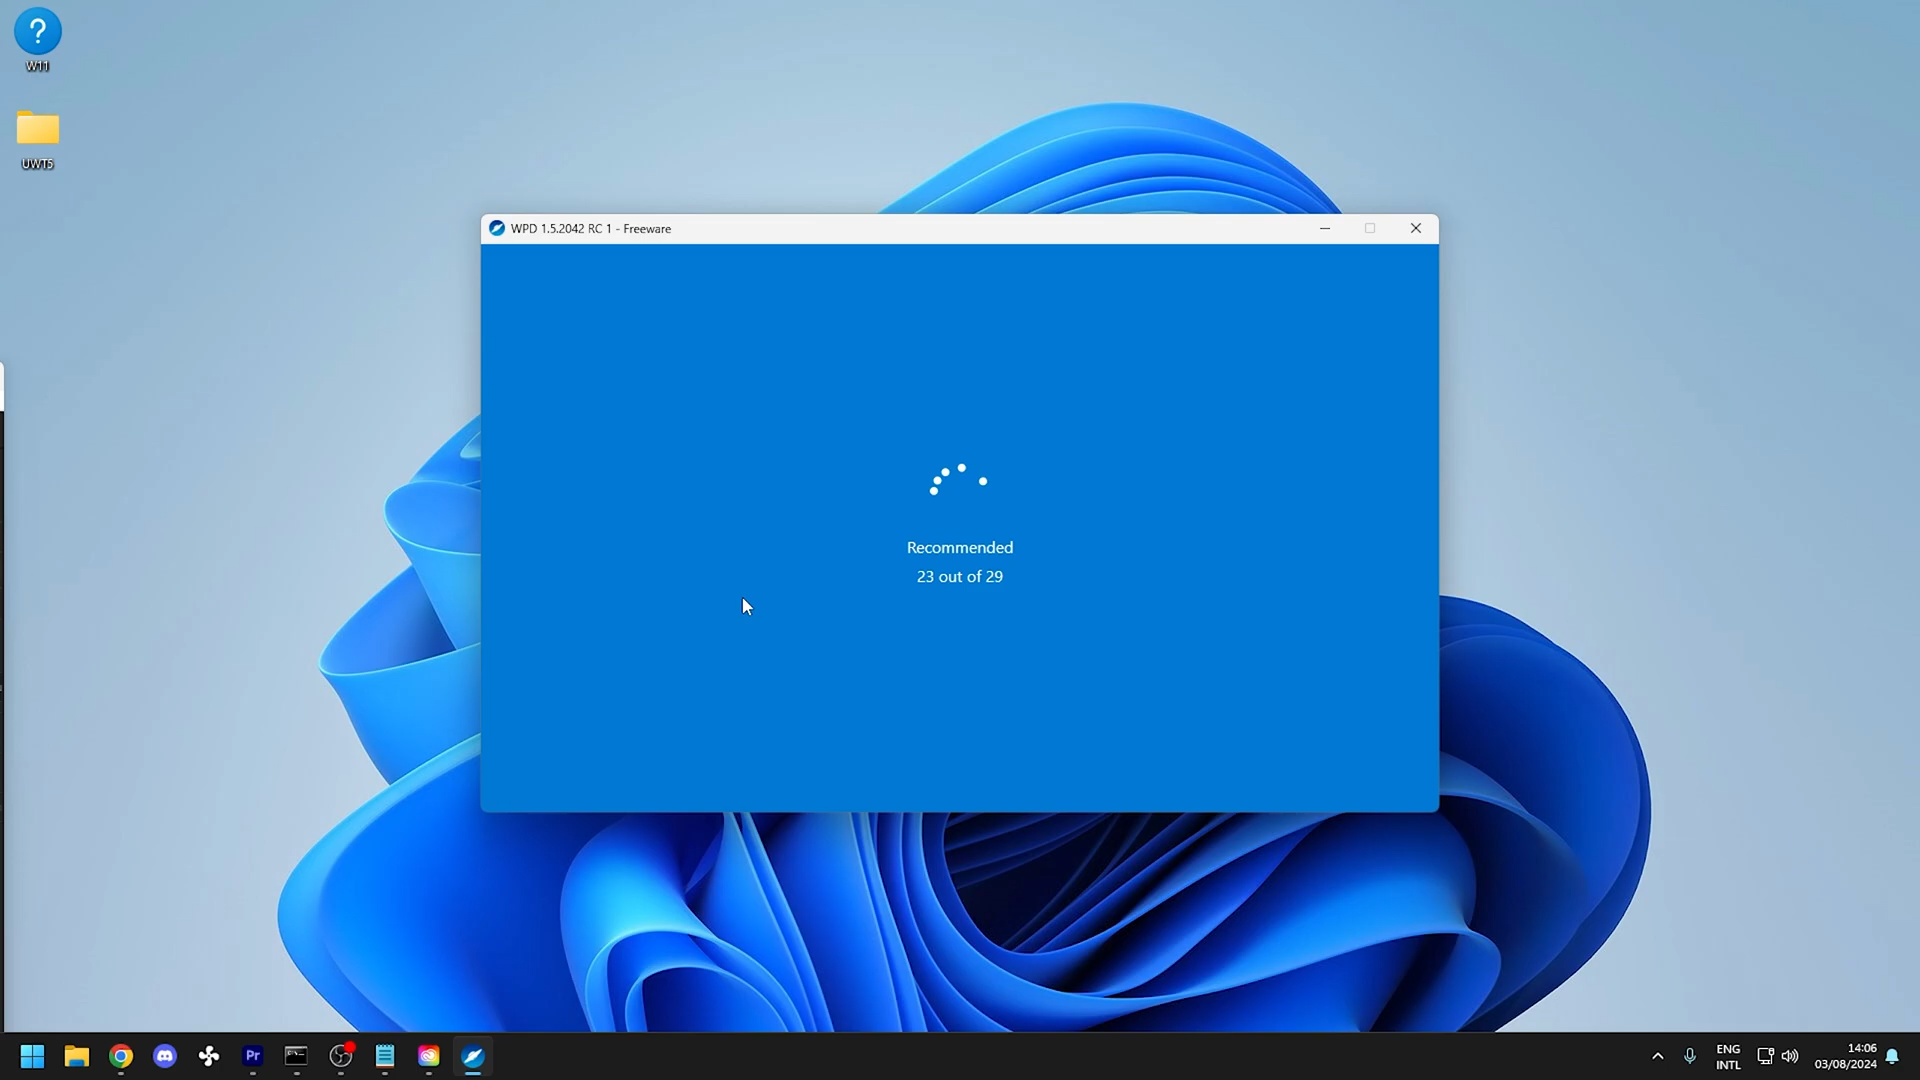 W11
UWT5
WPD 1.5.2042 RC 1 - Freeware
Recommended
23 out of 29
Pr
ENG
INTL
14:06
03/08/2024